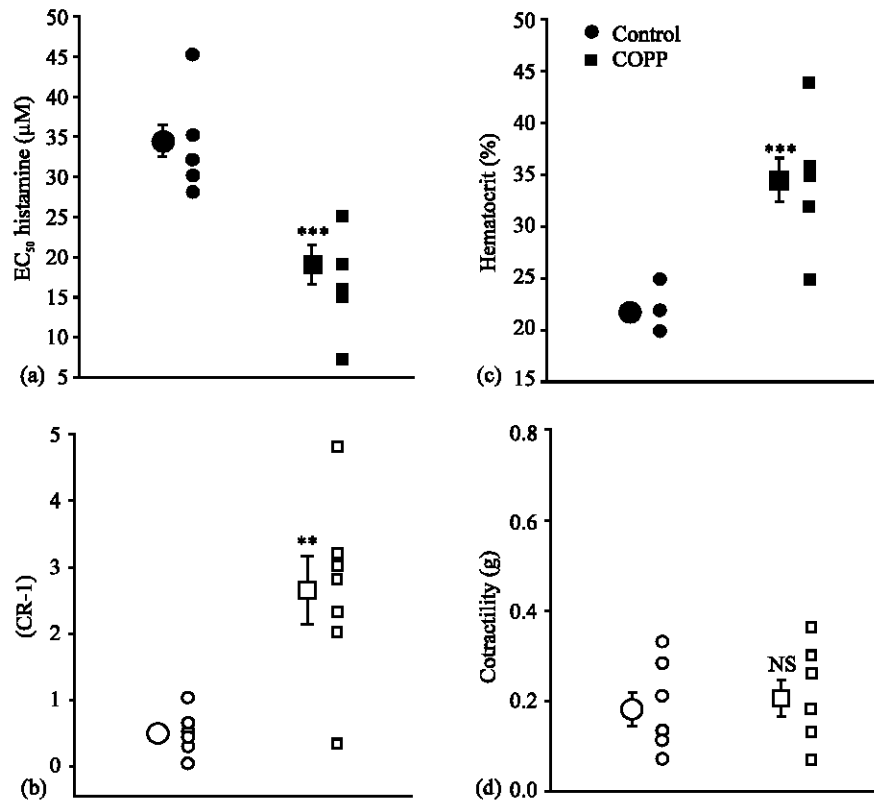 50
45
40
35
30
25
20
15
10
5
EC₅₀ histamine (µM)
***
(a)
50
45
40
35
30
25
20
15
Hematocrit (%)
Control
COPP
***
(c)
5
4
3
2
1
0
((CR-1)
**
(b)
0.8
0.6
0.4
0.2
0.0
Cotractility (g)
NS
(d)